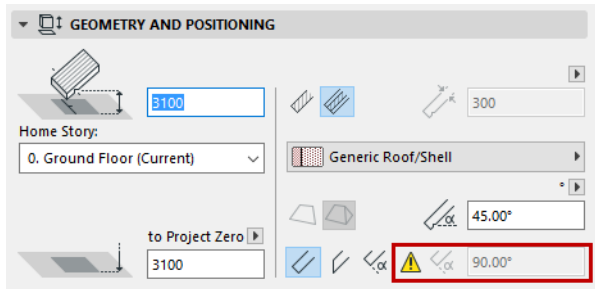 GEOMETRY AND POSITIONING
3100
300
Home Story:
0. Ground Floor (Current)
Generic Roof/Shell
°
α
45.00°
to Project Zero
3100
α
α
90.00°